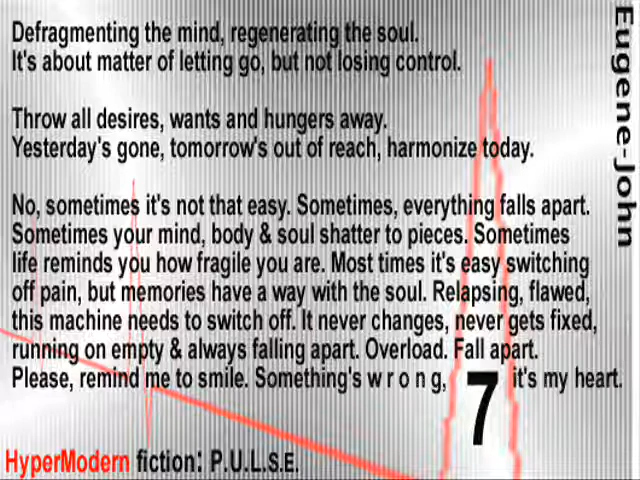 Defragmenting the mind, regenerating the soul.
It's about matter of letting go, but not losing control.
Throw all desires, wants and hungers away.
Yesterday's gone, tomorrow's out of reach, harmonize today.
No, sometimes it's not that easy. Sometimes, everything falls apart.
Sometimes your mind, body & soul shatter to pieces. Sometimes
life reminds you how fragile you are. Most times it's easy switching
off pain, but memories have a way with the soul. Relapsing, flawed,
this machine needs to switch off. It never changes, never gets fixed,
running on empty & always falling apart. Overload. Fall apart.
Please, remind me to smile. Something's w r o n g, it's my heart.
7
HyperModern fiction: P.U.L.S.E.
Eugene-John